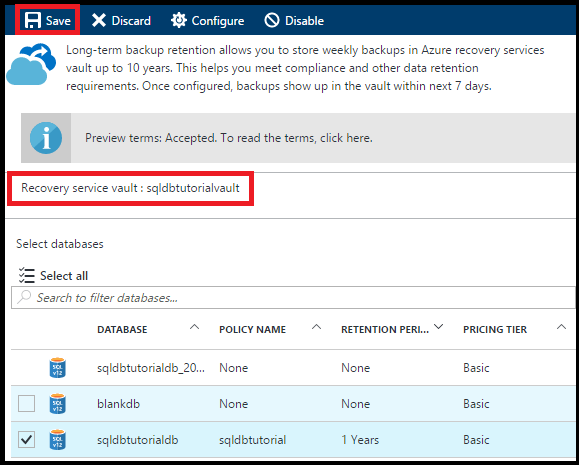 Save Discard Configure Disable
Long-term backup retention allows you to store weekly backups in Azure recovery services
vault up to 10 years. This helps you meet compliance and other data retention
requirements. Once configured, backups show up in the vault within next 7 days.
Preview terms: Accepted. To read the terms, click here.
Recovery service vault : sqldbtutorialvault
Select databases
Select all
Search to filter databases...
DATABASE POLICY NAME RETENTION PERI... PRICING TIER
SQL v12 sqldbtutorialdb_20... None None Basic
SQL v12 blankdb None None Basic
SQL v12 sqldbtutorialdb sqldbtutorial 1 Years Basic